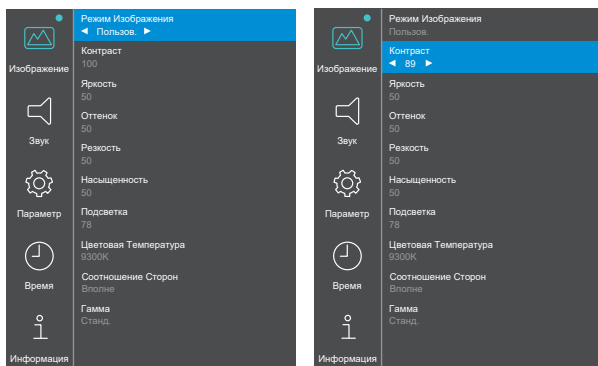 Изображение
Звук
Параметр
Время
Информация
Режим Изображения
Пользов.
Контраст
100
Яркость
50
Оттенок
50
Резкость
50
Насыщенность
50
Подсветка
78
Цветовая Температура
9300K
Соотношение Сторон
Вполне
Гамма
Станд.
Изображение
Звук
Параметр
Время
Информация
Режим Изображения
Пользов.
Контраст
89
Яркость
50
Оттенок
50
Резкость
50
Насыщенность
50
Подсветка
78
Цветовая Температура
9300K
Соотношение Сторон
Вполне
Гамма
Станд.